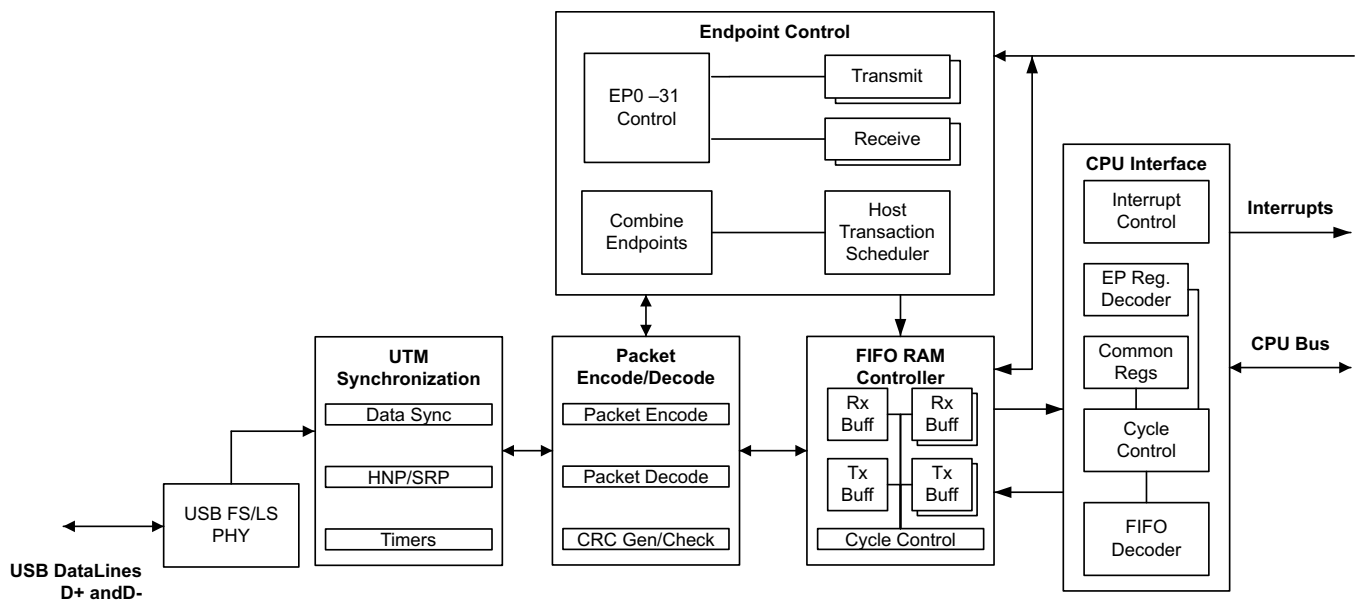 Endpoint Control
EP0 –31
Control
Transmit
Receive
Combine
Endpoints
Host
Transaction
Scheduler
CPU Interface
Interrupt
Control
Interrupts
EP Reg.
Decoder
Common
Regs
CPU Bus
Cycle
Control
FIFO
Decoder
UTM
Synchronization
Data Sync
HNP/SRP
Timers
Packet
Encode/Decode
Packet Encode
Packet Decode
CRC Gen/Check
FIFO RAM
Controller
Rx
Buff
Rx
Buff
Tx
Buff
Tx
Buff
Cycle Control
USB FS/LS
PHY
USB DataLines
D+ andD-